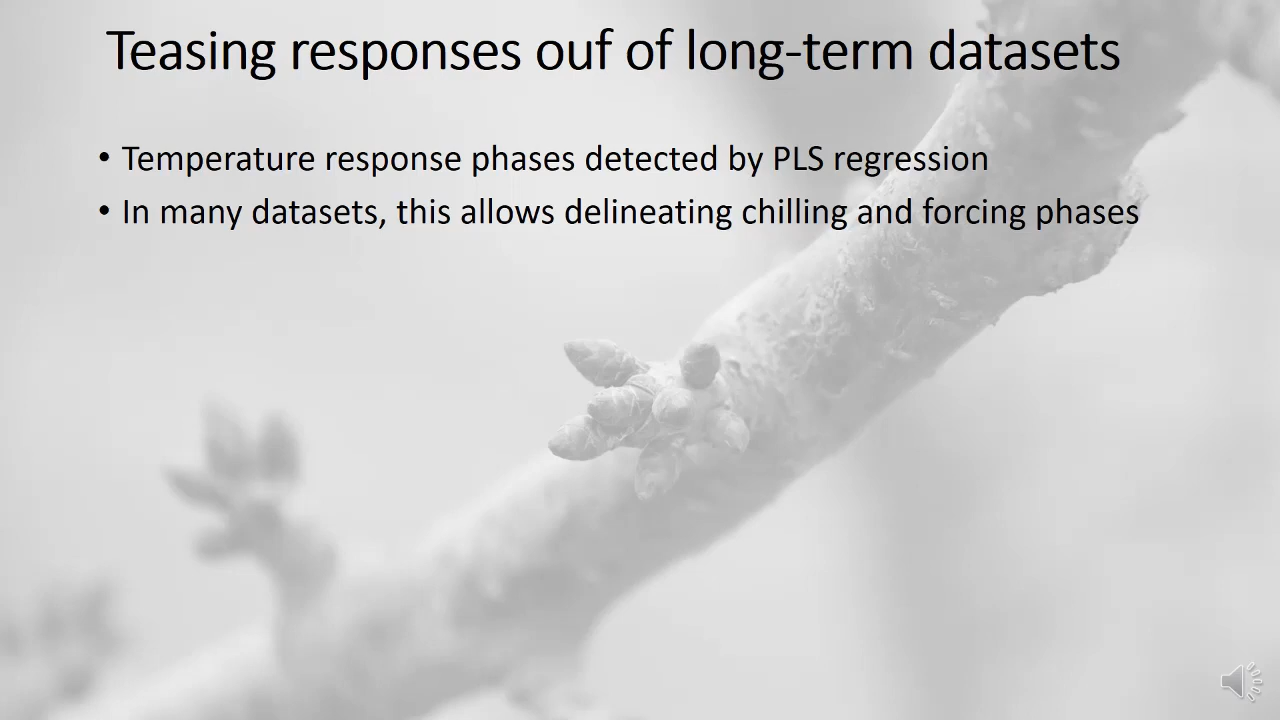 Teasing responses ouf of long-term datasets
• Temperature response phases detected by PLS regression
• In many datasets, this allows delineating chilling and forcing phases